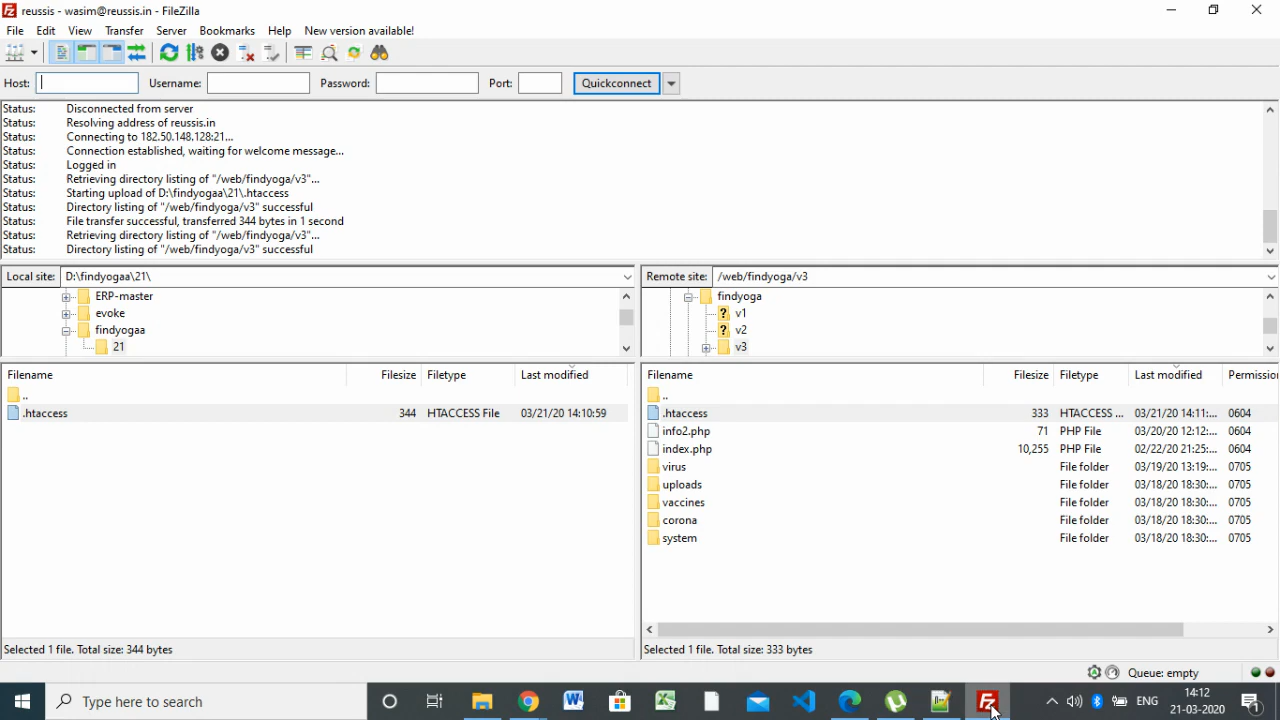 reussis - wasim@reussis.in - FileZilla
File Edit View Transfer Server Bookmarks Help New version available!
Host: Username: Password: Port: Quickconnect
Status: Disconnected from server
Status: Resolving address of reussis.in
Status: Connecting to 182.50.148.128:21...
Status: Connection established, waiting for welcome message...
Status: Logged in
Status: Retrieving directory listing of "/web/findyoga/v3"...
Status: Starting upload of D:\findyogaa\21\.htaccess
Status: Directory listing of "/web/findyoga/v3" successful
Status: File transfer successful, transferred 344 bytes in 1 second
Status: Retrieving directory listing of "/web/findyoga/v3"...
Status: Directory listing of "/web/findyoga/v3" successful
Local site: D:\findyogaa\21\
ERP-master
evoke
findyogaa
21
Filename Filesize Filetype Last modified
..
.htaccess 344 HTACCESS File 03/21/20 14:10:59
Selected 1 file. Total size: 344 bytes
Remote site: /web/findyoga/v3
findyoga
v1
v2
v3
Filename Filesize Filetype Last modified Permissio
..
.htaccess 333 HTACCESS ... 03/21/20 14:11:... 0604
info2.php 71 PHP File 03/20/20 12:12:... 0604
index.php 10,255 PHP File 02/22/20 21:25:... 0604
virus File folder 03/19/20 13:19:... 0705
uploads File folder 03/18/20 18:30:... 0705
vaccines File folder 03/18/20 18:30:... 0705
corona File folder 03/18/20 18:30:... 0705
system File folder 03/18/20 18:30:... 0705
Selected 1 file. Total size: 333 bytes
Queue: empty
Type here to search
ENG
14:12
21-03-2020
1